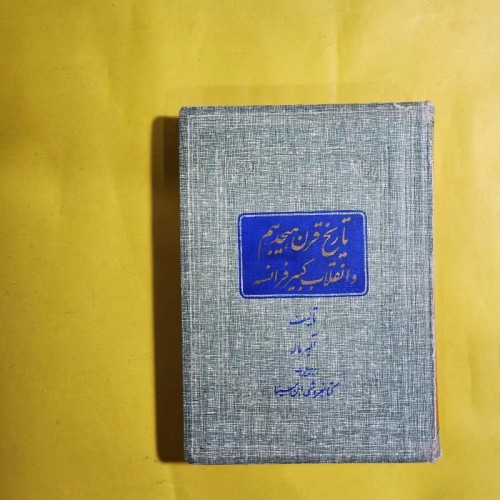 تاریخ قرن هیجدهم
و انقلاب کبیر فرانسه
تألیف
آلبر ماله
کتابفروشی ابن سینا